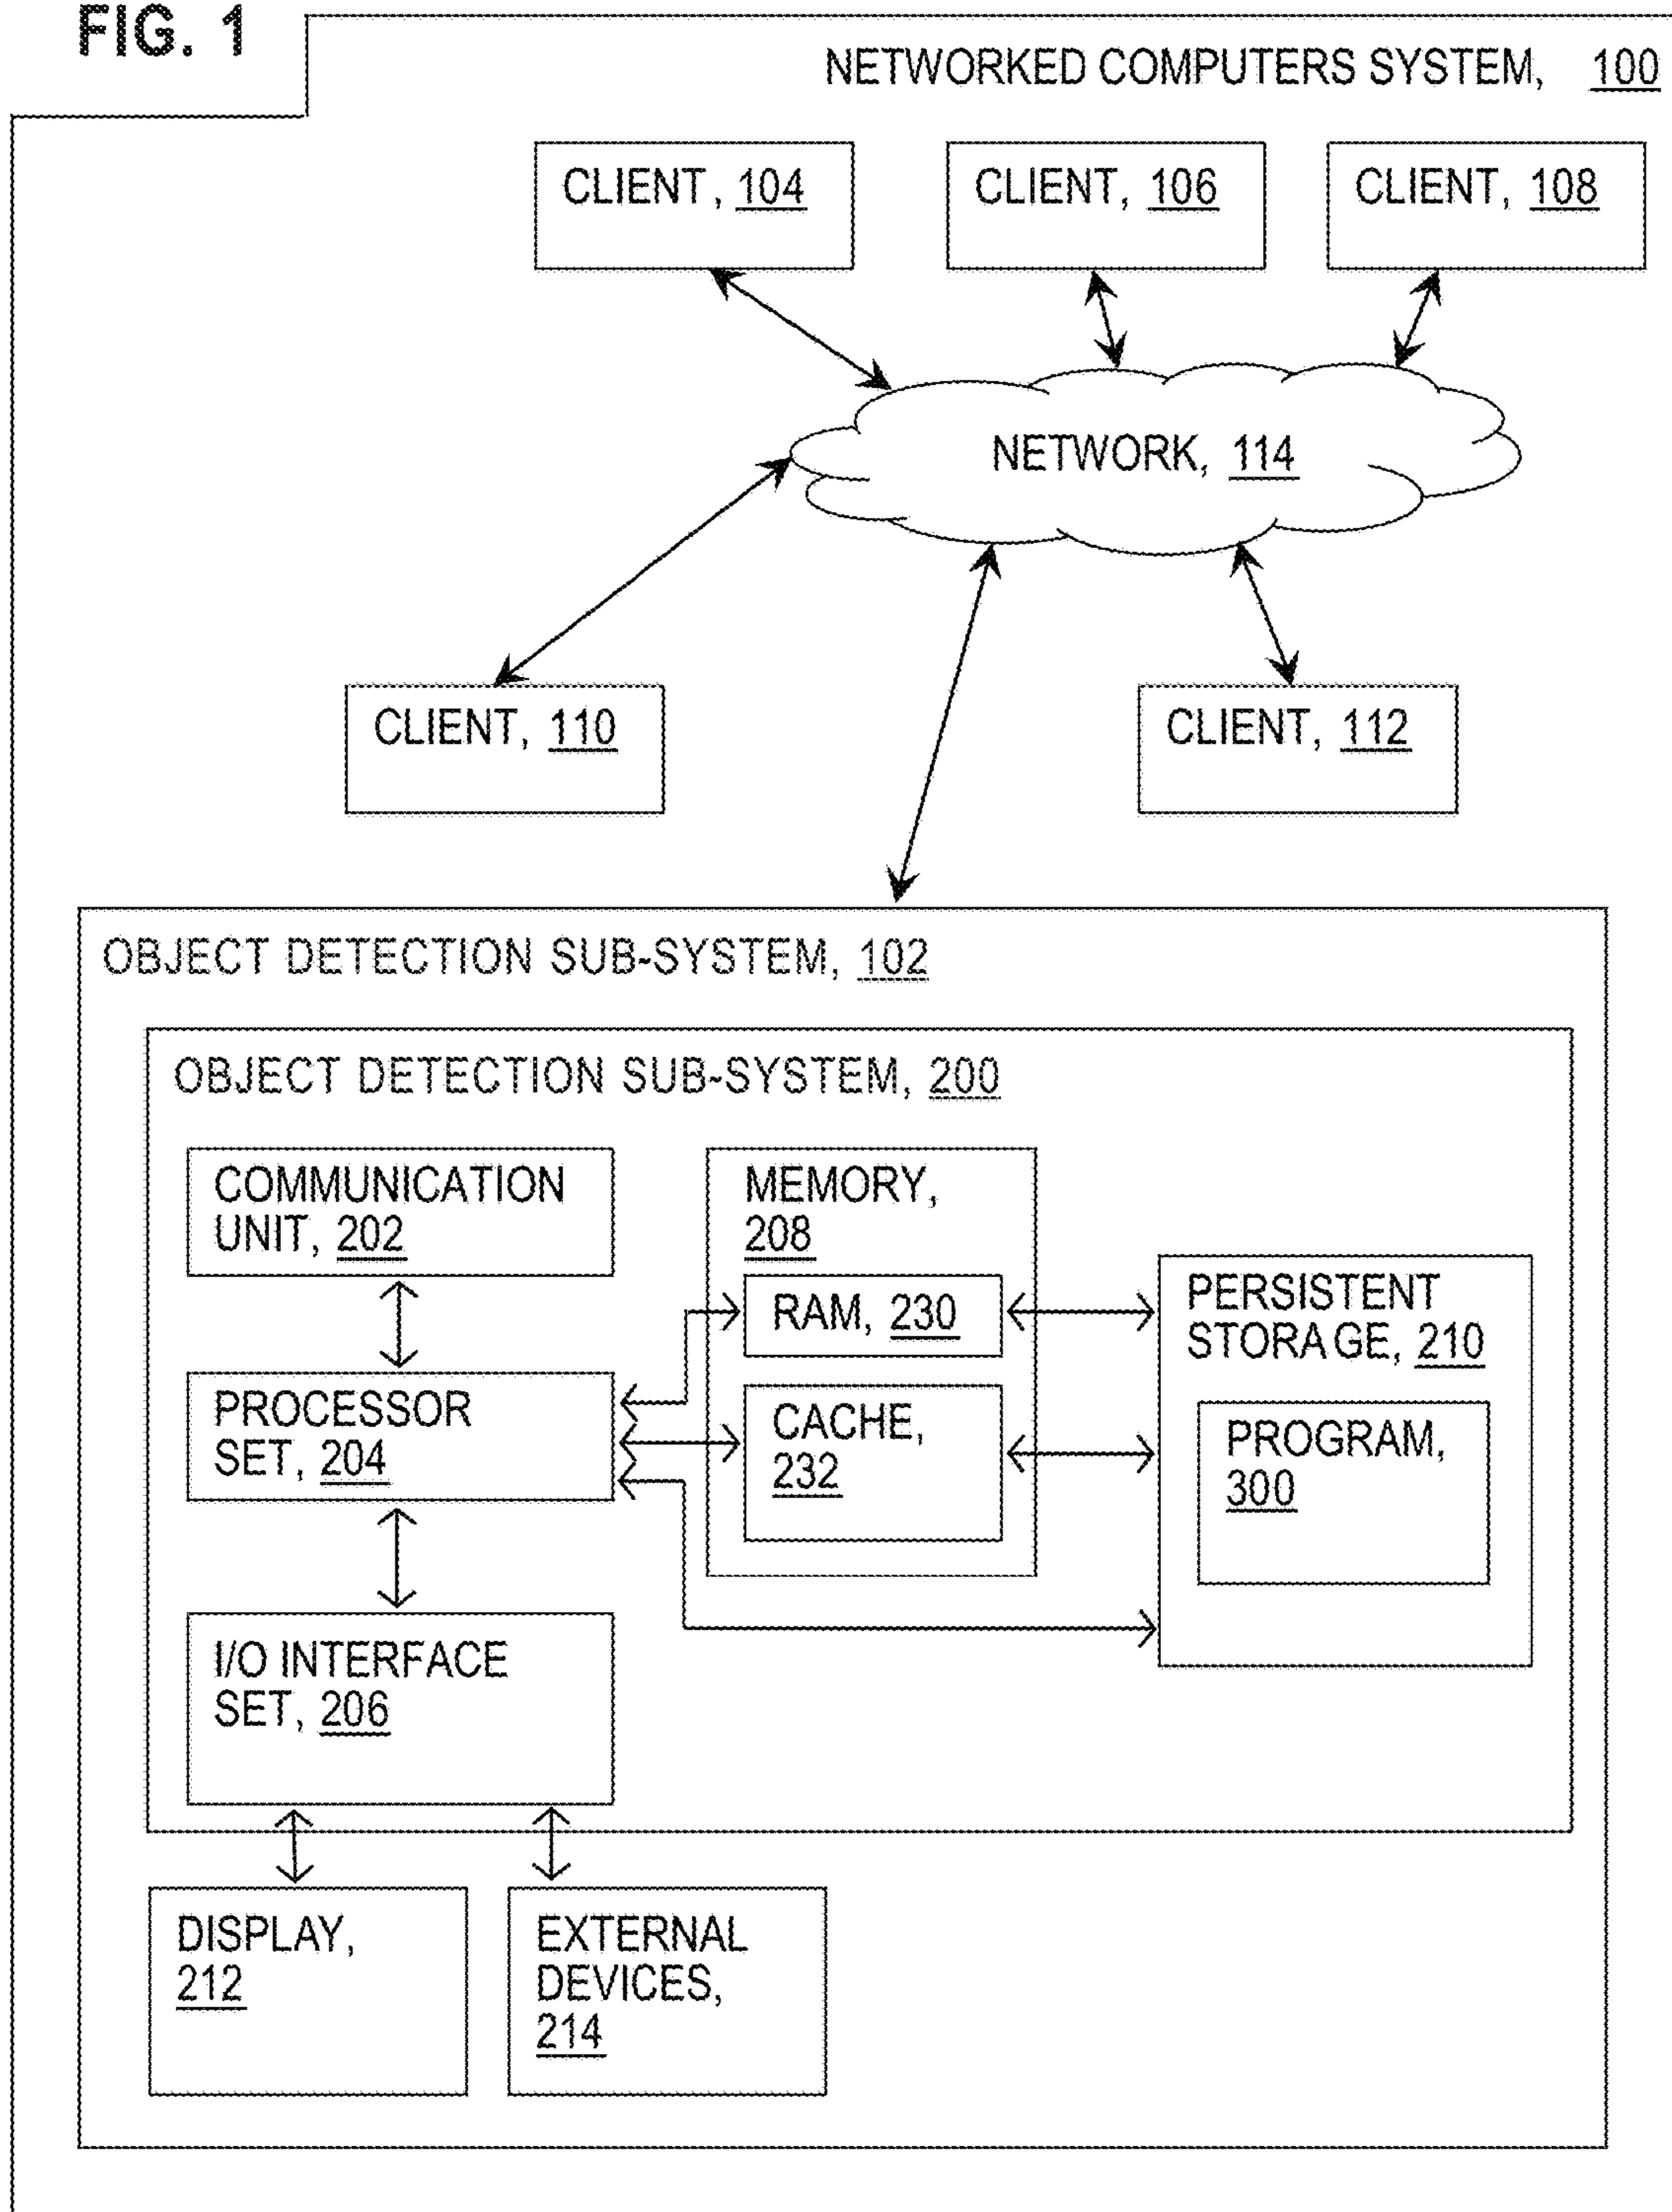 FIG. 1
NETWORKED COMPUTERS SYSTEM, 100
CLIENT, 104
CLIENT, 106
CLIENT, 108
NETWORK, 114
CLIENT, 110
CLIENT, 112
OBJECT DETECTION SUB-SYSTEM, 102
OBJECT DETECTION SUB-SYSTEM, 200
COMMUNICATION
UNIT, 202
MEMORY,
208
RAM, 230
PERSISTENT
STORAGE, 210
PROCESSOR
SET, 204
CACHE,
232
PROGRAM,
300
I/O INTERFACE
SET, 206
DISPLAY,
212
EXTERNAL
DEVICES,
214